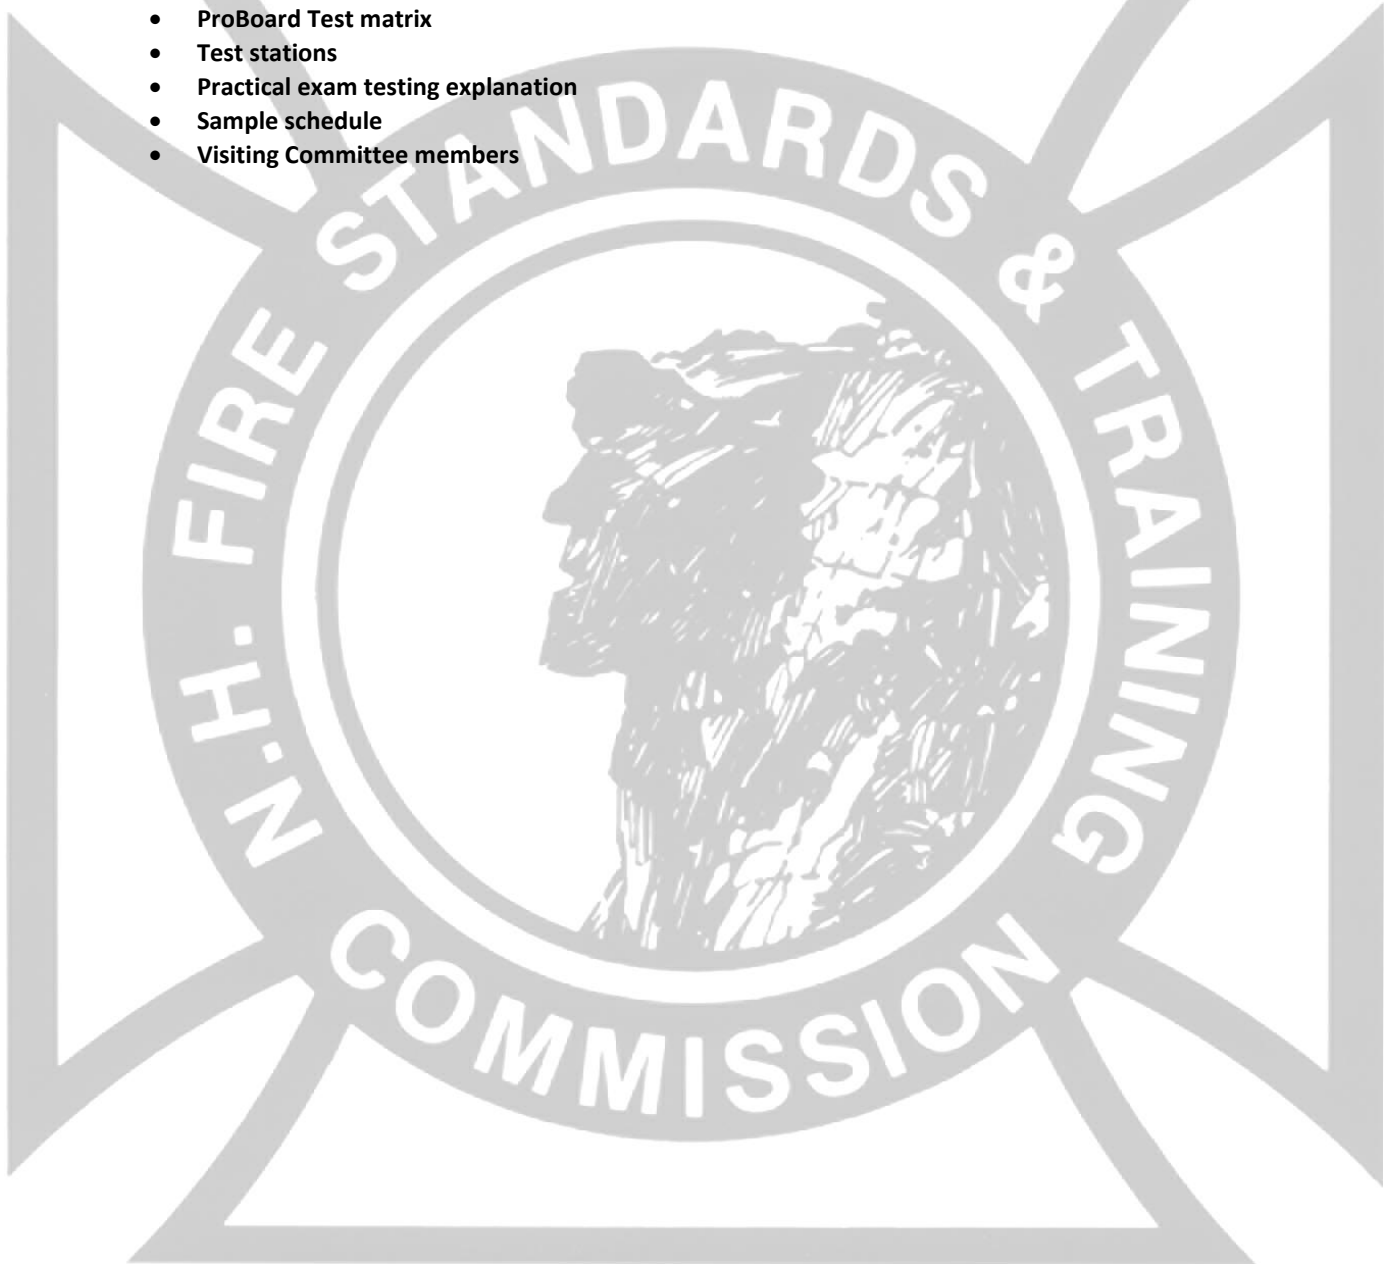 • ProBoard Test matrix
• Test stations
• Practical exam testing explanation
• Sample schedule
• Visiting Committee members
N.H. FIRE STANDARDS & TRAINING
COMMISSION